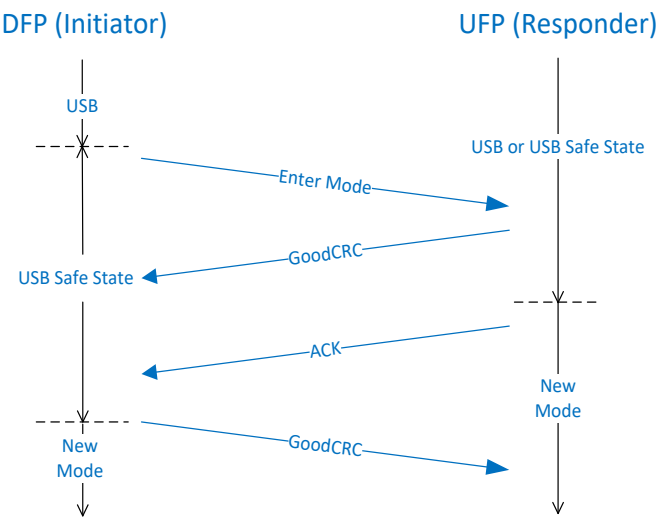 DFP (Initiator)
UFP (Responder)
USB
USB or USB Safe State
Enter Mode
GoodCRC
USB Safe State
ACK
New
Mode
GoodCRC
New
Mode